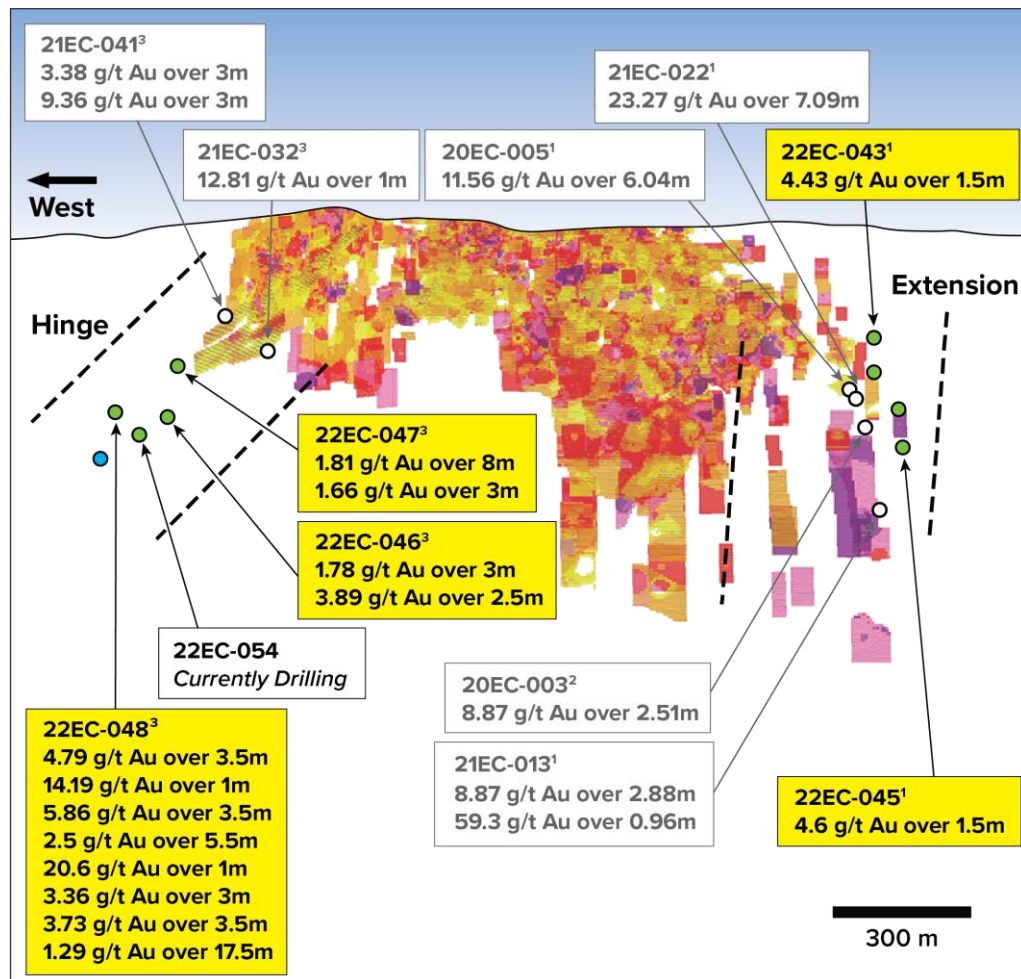 21EC-041³
3.38 g/t Au over 3m
9.36 g/t Au over 3m
21EC-022¹
23.27 g/t Au over 7.09m
21EC-032³
12.81 g/t Au over 1m
20EC-005¹
11.56 g/t Au over 6.04m
22EC-043¹
4.43 g/t Au over 1.5m
West
Hinge
Extension
22EC-047³
1.81 g/t Au over 8m
1.66 g/t Au over 3m
22EC-046³
1.78 g/t Au over 3m
3.89 g/t Au over 2.5m
22EC-054
Currently Drilling
20EC-003²
8.87 g/t Au over 2.51m
21EC-013¹
8.87 g/t Au over 2.88m
59.3 g/t Au over 0.96m
22EC-045¹
4.6 g/t Au over 1.5m
22EC-048³
4.79 g/t Au over 3.5m
14.19 g/t Au over 1m
5.86 g/t Au over 3.5m
2.5 g/t Au over 5.5m
20.6 g/t Au over 1m
3.36 g/t Au over 3m
3.73 g/t Au over 3.5m
1.29 g/t Au over 17.5m
300 m